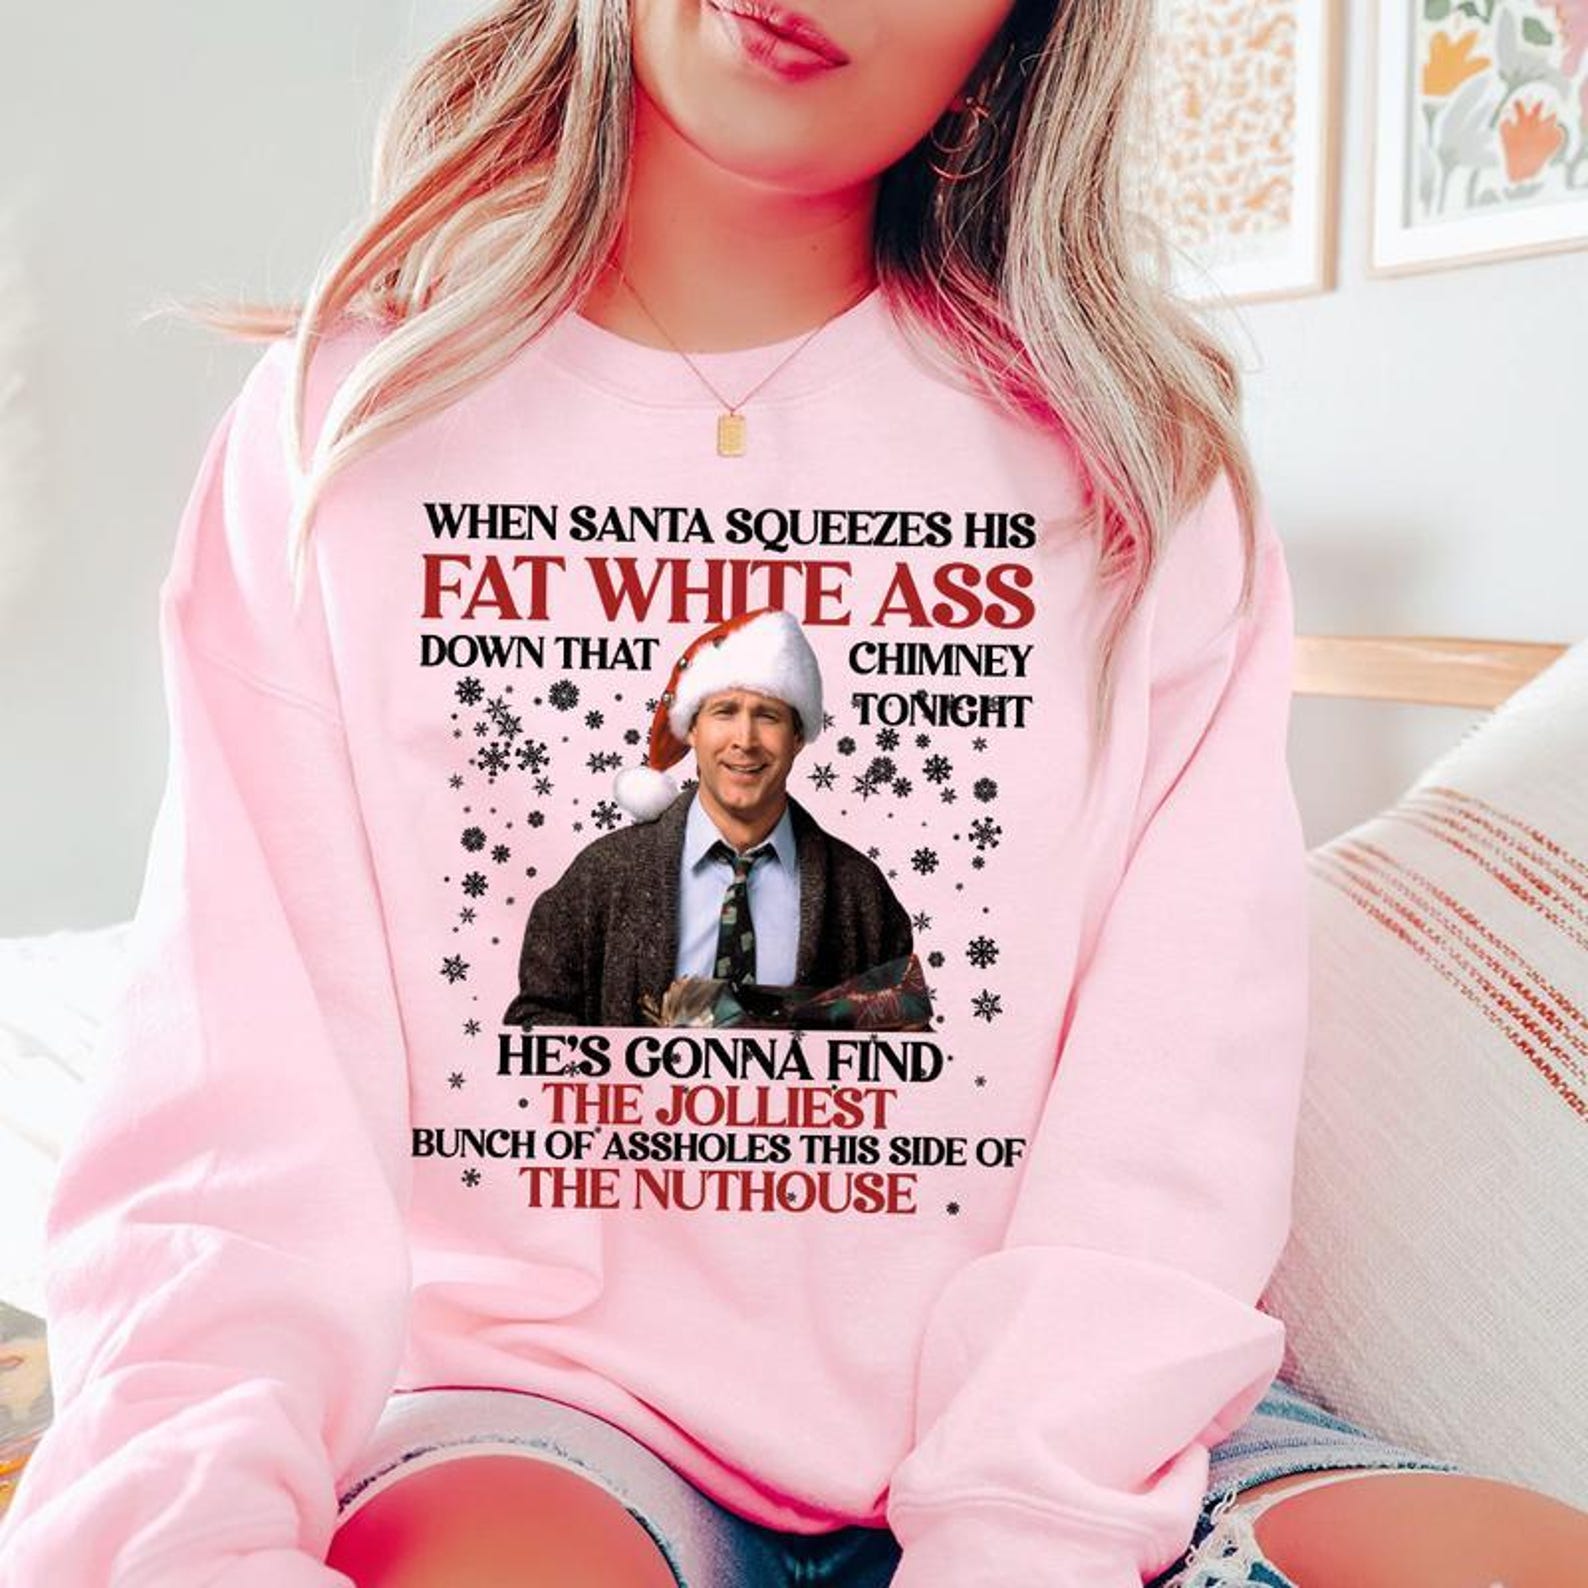 WHEN SANTA SQUEEZES HIS
FAT WHITE ASS
DOWN THAT CHIMNEY
TONIGHT
HE'S GONNA FIND
THE JOLLIEST
BUNCH OF ASSHOLES THIS SIDE OF
THE NUTHOUSE